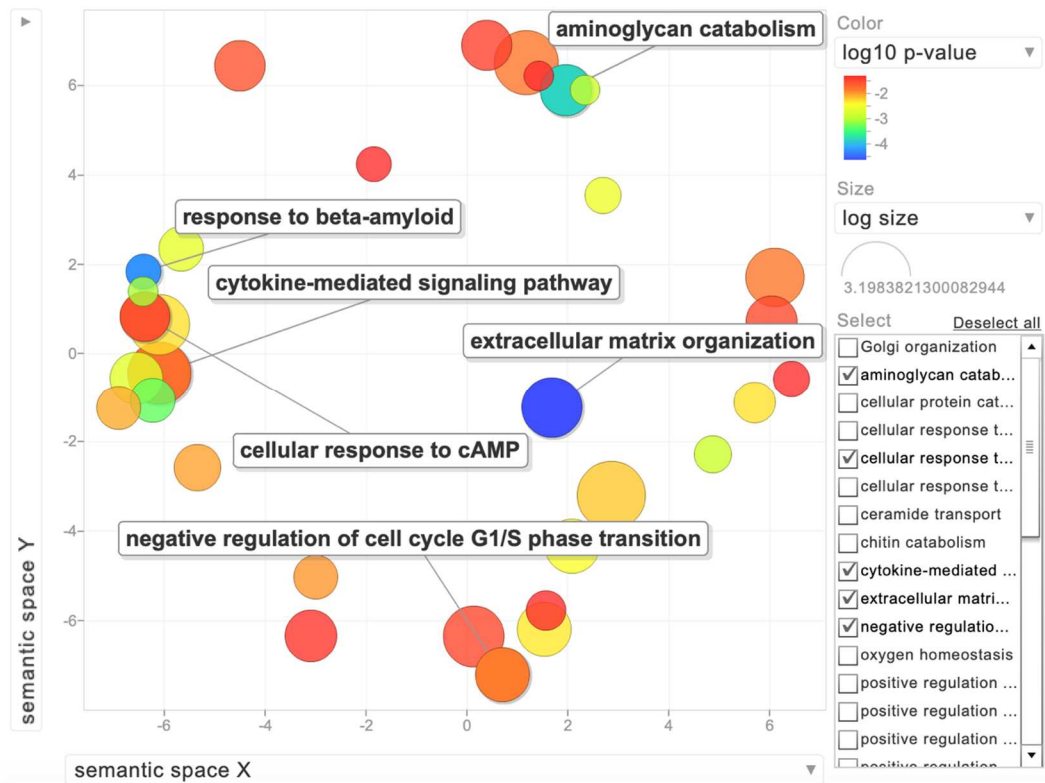 aminoglycan catabolism
response to beta-amyloid
cytokine-mediated signaling pathway
extracellular matrix organization
cellular response to cAMP
negative regulation of cell cycle G1/S phase transition
6
4
2
0
-2
-4
-6
semantic space Y
-6
-4
-2
0
2
4
6
semantic space X
Color
log10 p-value
-2
-3
-4
Size
log size
3.1983821300082944
Select
Deselect all
Golgi organization
aminoglycan catab...
cellular protein cat...
cellular response t...
cellular response t...
cellular response t...
ceramide transport
chitin catabolism
cytokine-mediated ...
extracellular matri...
negative regulatio...
oxygen homeostasis
positive regulation ...
positive regulation ...
positive regulation ...
positive regulation